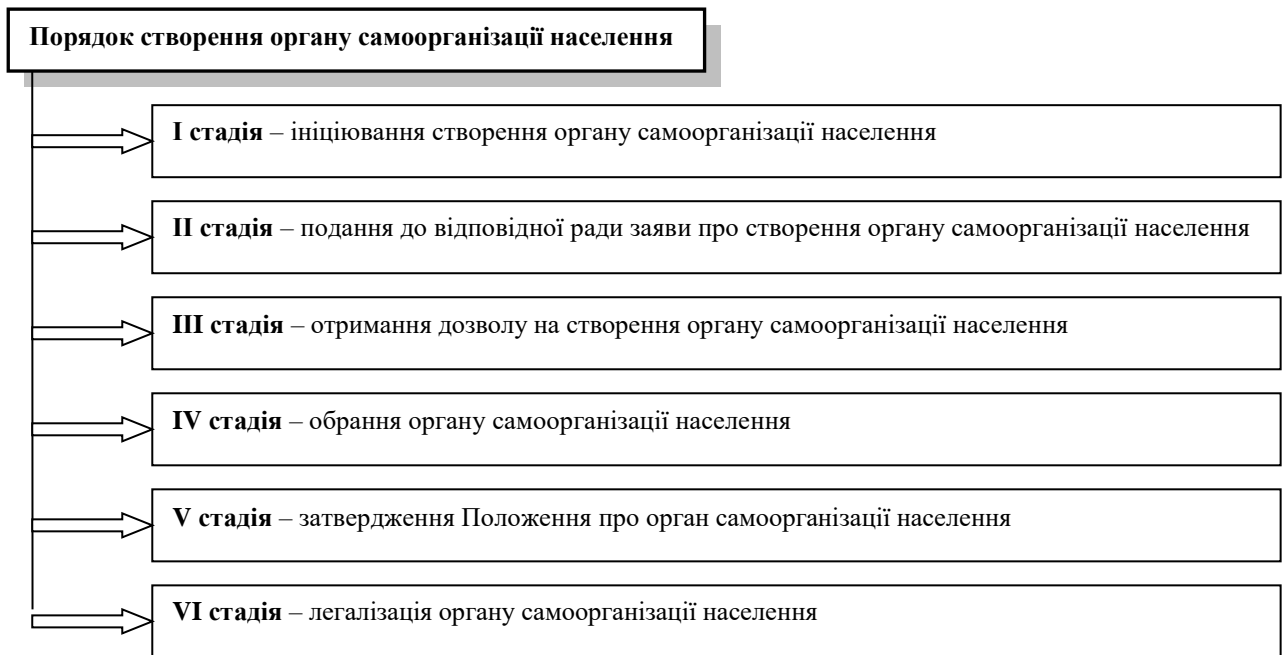 Порядок створення органу самоорганізації населення
І стадія – ініціювання створення органу самоорганізації населення
ІІ стадія – подання до відповідної ради заяви про створення органу самоорганізації населення
ІІІ стадія – отримання дозволу на створення органу самоорганізації населення
IV стадія – обрання органу самоорганізації населення
V стадія – затвердження Положення про орган самоорганізації населення
VI стадія – легалізація органу самоорганізації населення